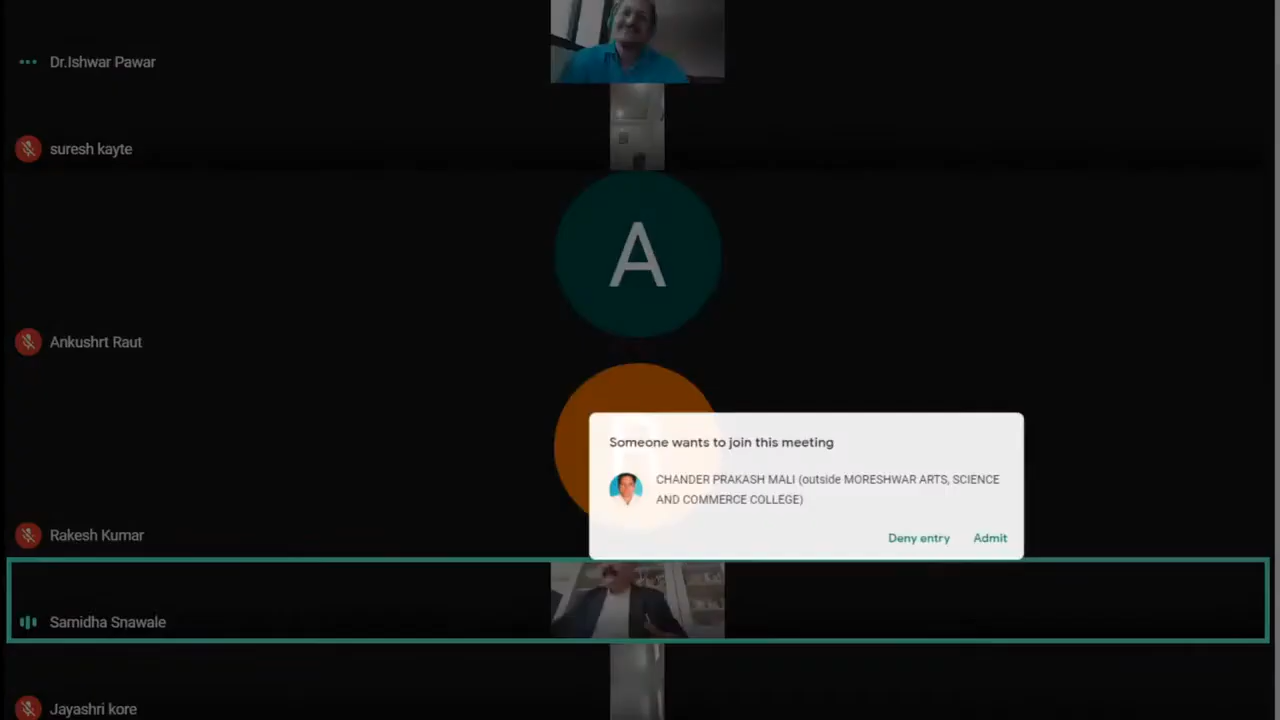 Dr.Ishwar Pawar
suresh kayte
A
Ankushrt Raut
Someone wants to join this meeting
CHANDER PRAKASH MALI (outside MORESHWAR ARTS, SCIENCE
AND COMMERCE COLLEGE)
Deny entry Admit
Rakesh Kumar
Samidha Snawale
Jayashri kore